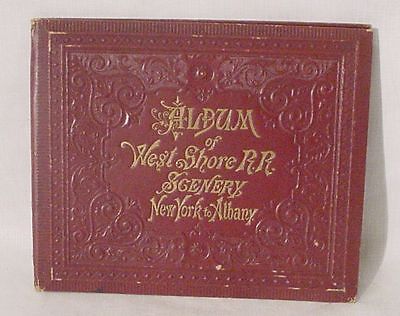 ALBUM
of
West Shore R.R.
SCENERY
New York to Albany.